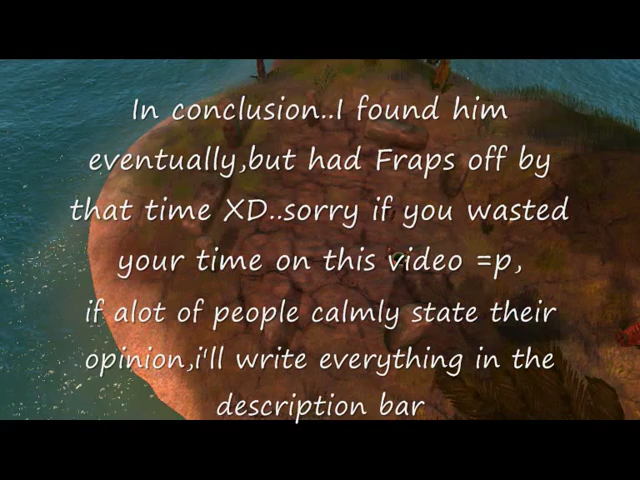 In conclusion..I found him
eventually,but had Fraps off by
that time XD..sorry if you wasted
your time on this video =p,
if alot of people calmly state their
opinion,i'll write everything in the
description bar